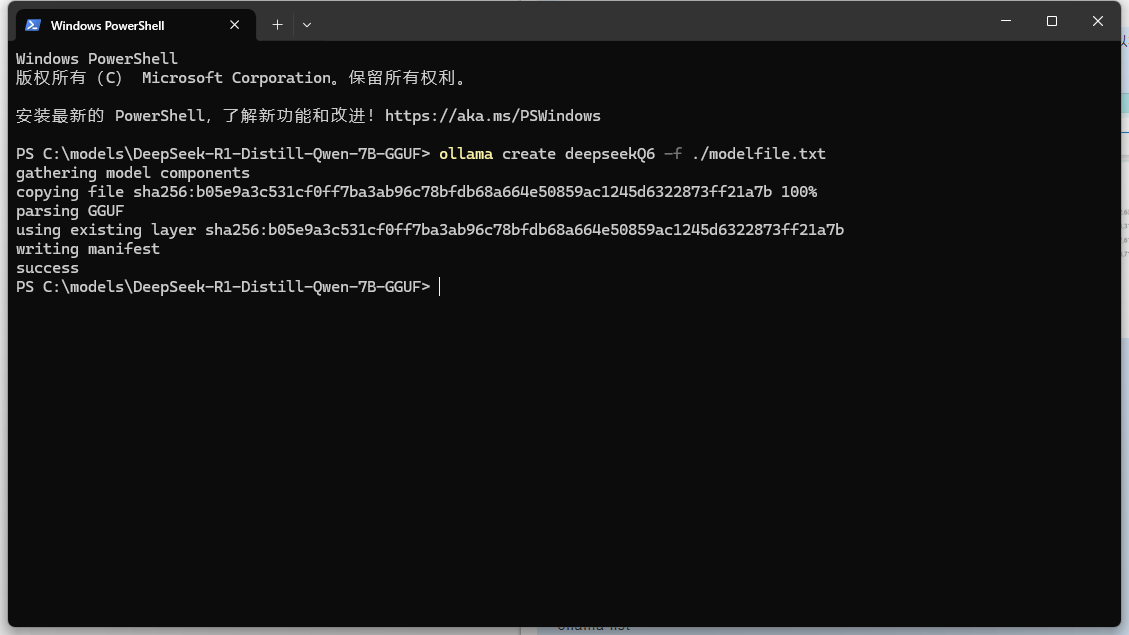 Windows PowerShell
Windows PowerShell
版权所有（C） Microsoft Corporation。保留所有权利。
安装最新的 PowerShell，了解新功能和改进！https://aka.ms/PSWindows
PS C:\models\DeepSeek-R1-Distill-Qwen-7B-GGUF> ollama create deepseekQ6 -f ./modelfile.txt
gathering model components
copying file sha256:b05e9a3c531cf0ff7ba3ab96c78bfdb68a664e50859ac1245d6322873ff21a7b 100%
parsing GGUF
using existing layer sha256:b05e9a3c531cf0ff7ba3ab96c78bfdb68a664e50859ac1245d6322873ff21a7b
writing manifest
success
PS C:\models\DeepSeek-R1-Distill-Qwen-7B-GGUF>